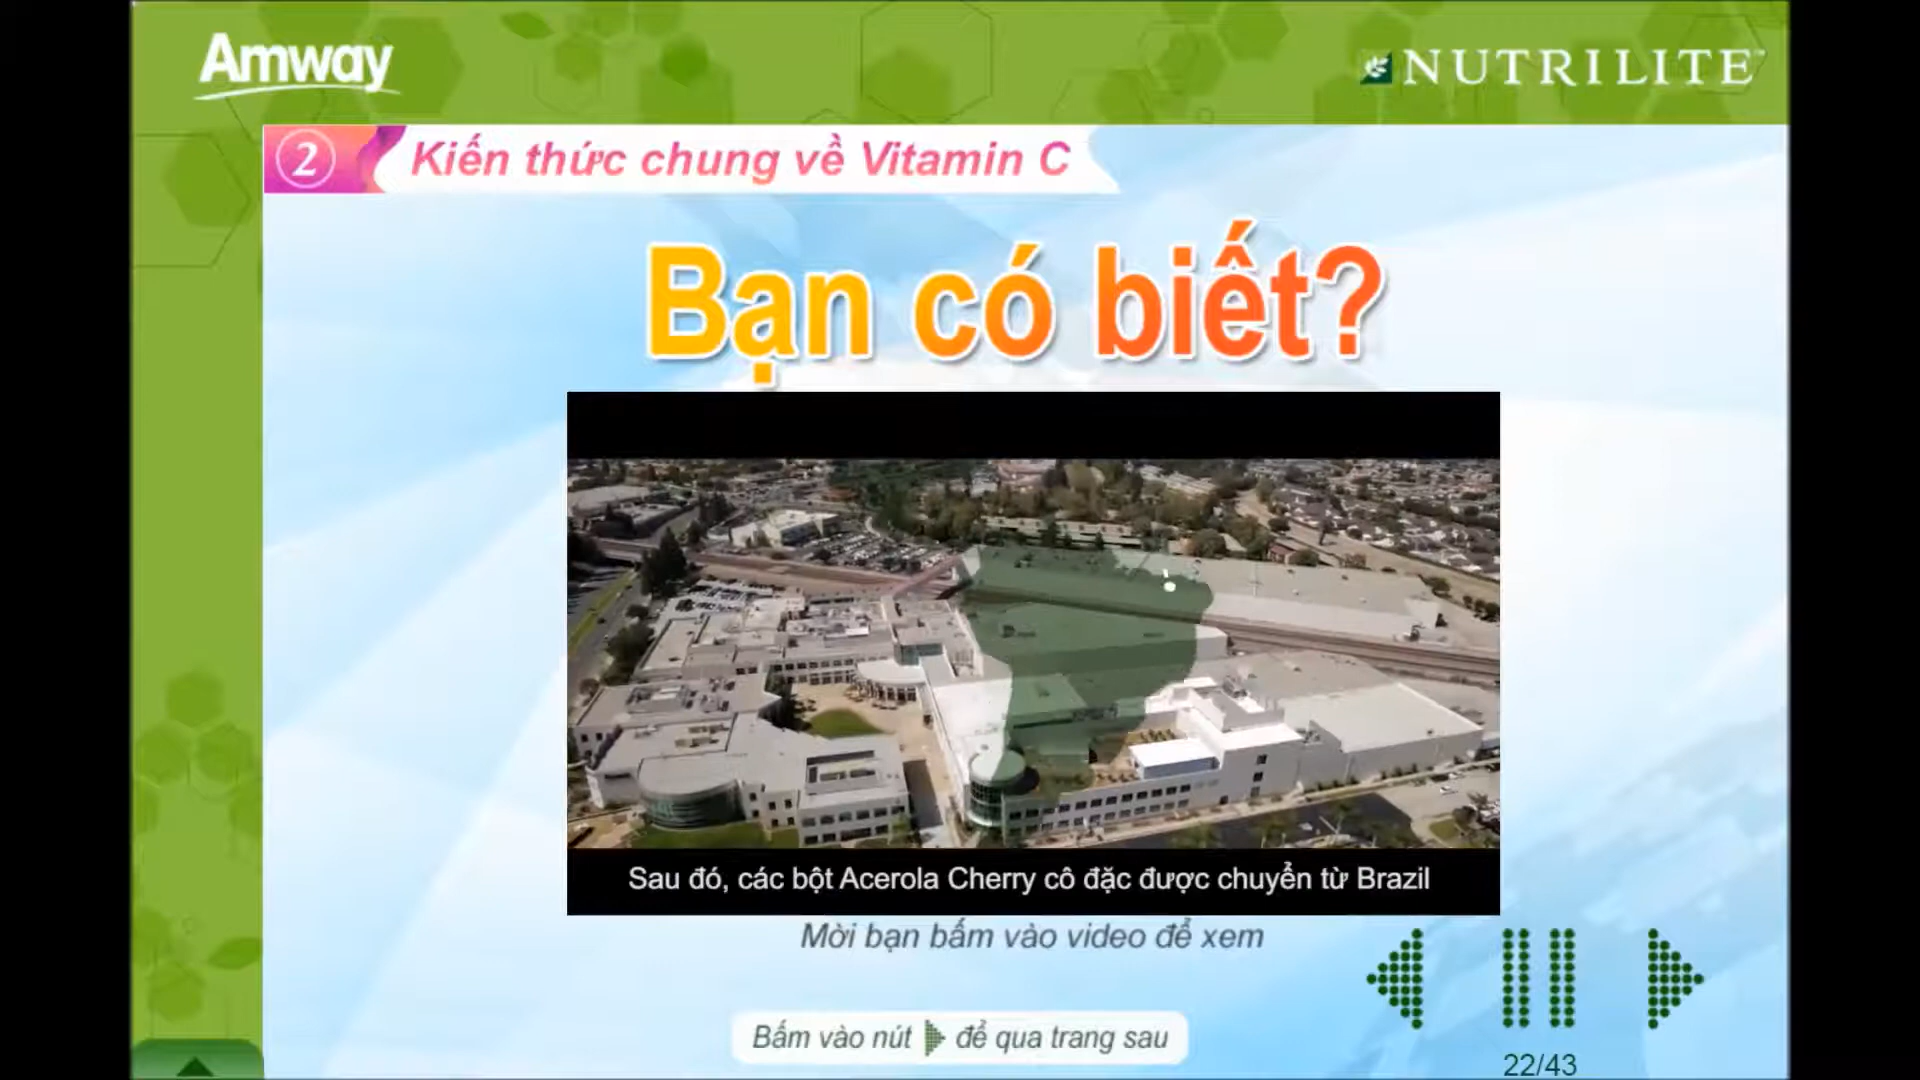 Amway
NUTRILITE
2 Kiến thức chung về Vitamin C
Bạn có biết?
Sau đó, các bột Acerola Cherry cô đặc được chuyển từ Brazil
Mời bạn bấm vào video để xem
Bấm vào nút để qua trang sau
22/43